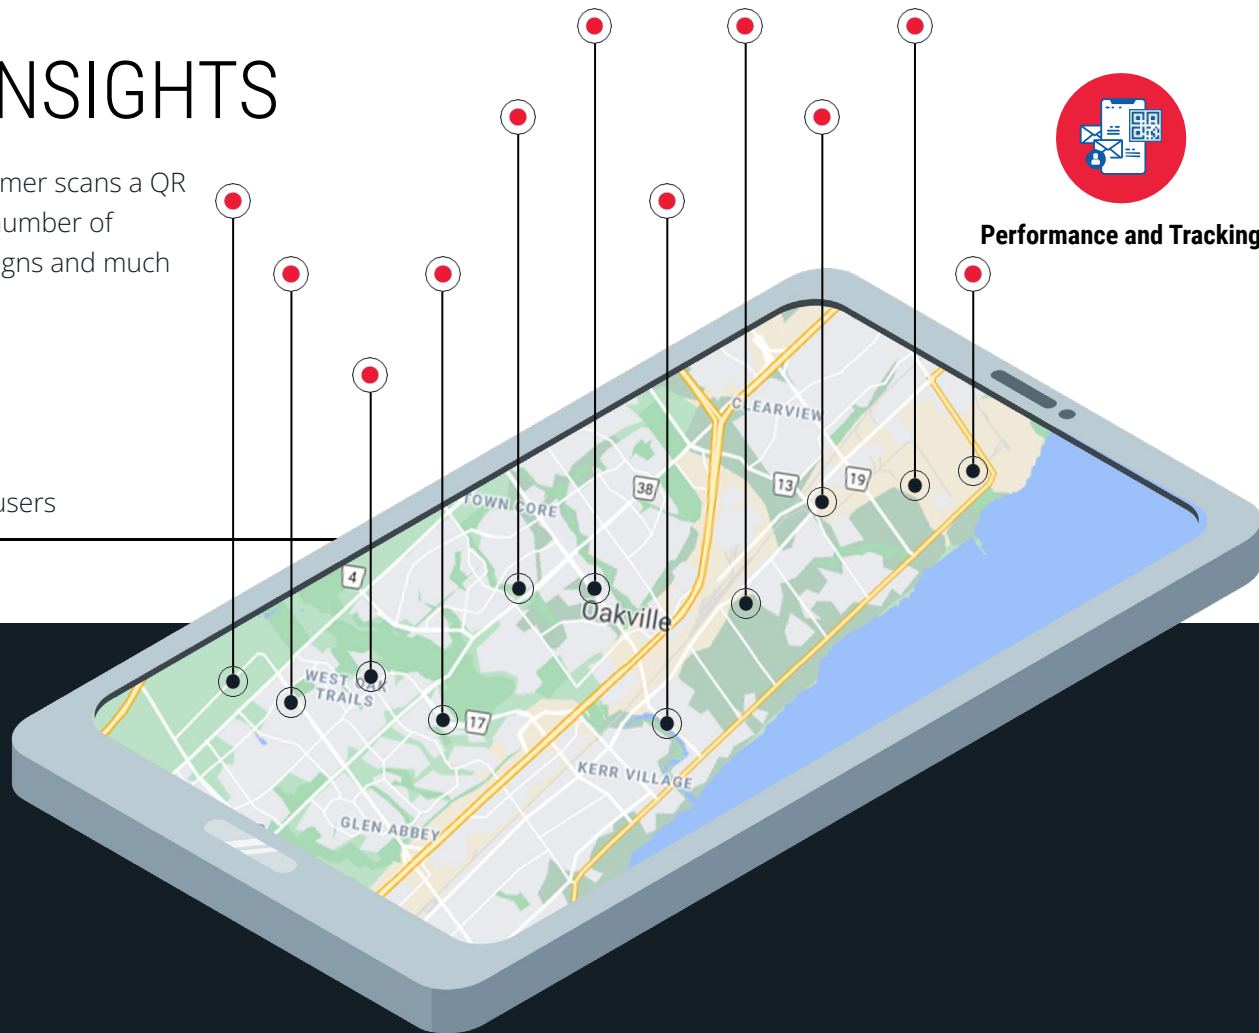 NSIGHTS
mer scans a QR
umber of
igns and much
users
Performance and Tracking
CLEARVIEW
13
19
38
TOWN CORE
4
Oakville
WEST OAK
TRAILS
17
KERR VILLAGE
GLEN ABBEY